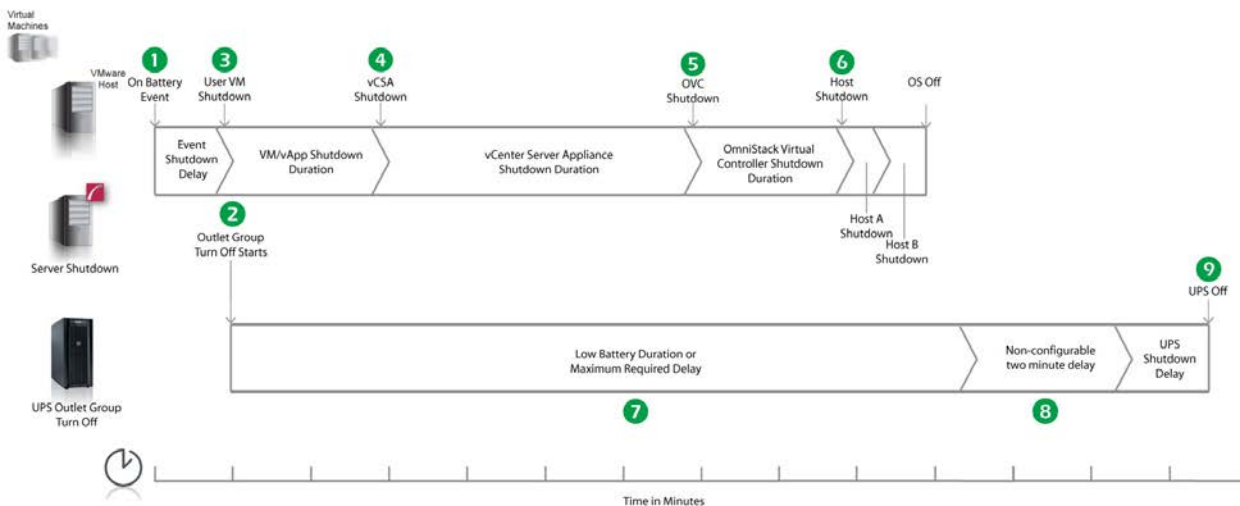 Virtual
Machines
VMware
Host
1
On Battery
Event
3
User VM
Shutdown
4
vCSA
Shutdown
5
OVC
Shutdown
6
Host
Shutdown
OS Off
Event
Shutdown
Delay
VM/vApp Shutdown
Duration
vCenter Server Appliance
Shutdown Duration
OmniStack Virtual
Controller Shutdown
Duration
Host A
Shutdown
Host B
Shutdown
Server Shutdown
2
Outlet Group
Turn Off Starts
9
UPS Off
Low Battery Duration or
Maximum Required Delay
Non-configurable
two minute delay
UPS
Shutdown
Delay
UPS Outlet Group
Turn Off
7
8
Time in Minutes